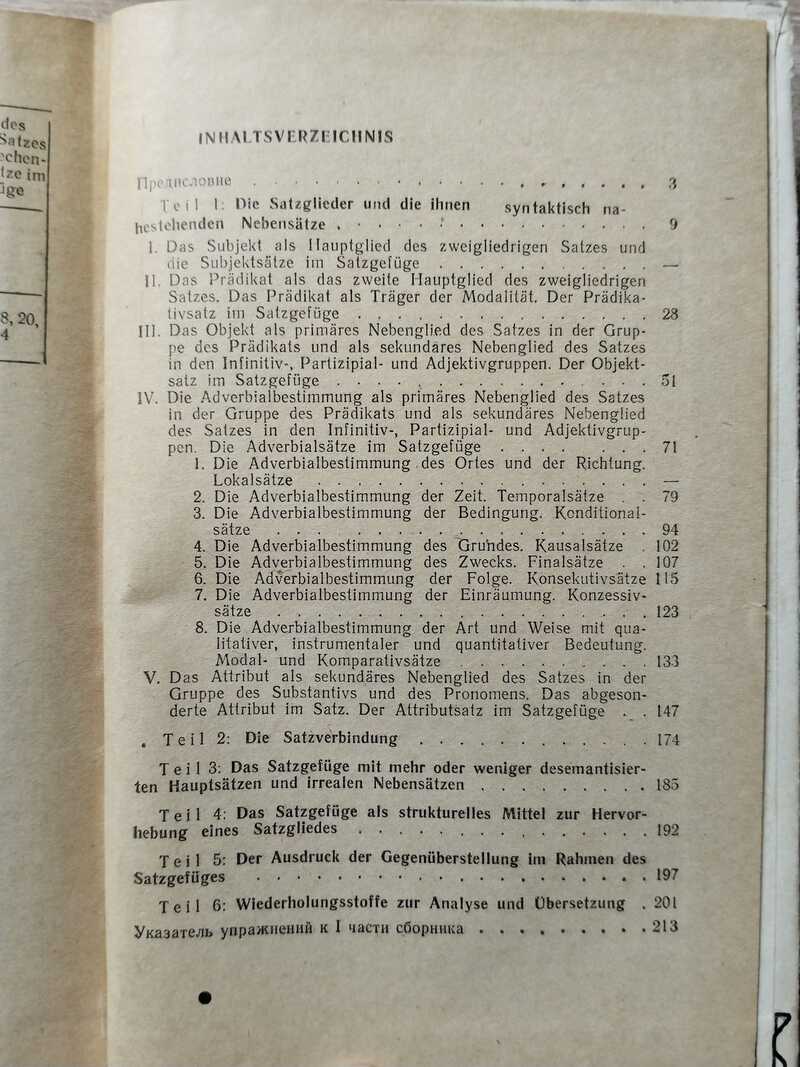 des
Satzes
echen-
tze im
üge
8, 20,
4
INHALTSVERZEICHNIS
Предисловие . . . . . . . . . . . . . . . . . . . . 3
Teil 1: Die Satzglieder und die ihnen syntaktisch na-
hestehenden Nebensätze . . . . . . . . . . . . . . . . 9
I. Das Subjekt als Hauptglied des zweigliedrigen Satzes und
die Subjektsätze im Satzgefüge . . . . . . . . . . . —
II. Das Prädikat als das zweite Hauptglied des zweigliedrigen
Satzes. Das Prädikat als Träger der Modalität. Der Prädika-
tivsatz im Satzgefüge . . . . . . . . . . . . . . . 28
III. Das Objekt als primäres Nebenglied des Satzes in der Grup-
pe des Prädikats und als sekundäres Nebenglied des Satzes
in den Infinitiv-, Partizipial- und Adjektivgruppen. Der Objekt-
satz im Satzgefüge . . . . . . . . . . . . . . . . 51
IV. Die Adverbialbestimmung als primäres Nebenglied des Satzes
in der Gruppe des Prädikats und als sekundäres Nebenglied
des Satzes in den Infinitiv-, Partizipial- und Adjektivgrup-
pen. Die Adverbialsätze im Satzgefüge . . . . . . . 71
1. Die Adverbialbestimmung des Ortes und der Richtung.
Lokalsätze . . . . . . . . . . . . . . . . . —
2. Die Adverbialbestimmung der Zeit. Temporalsätze . . 79
3. Die Adverbialbestimmung der Bedingung. Konditional-
sätze . . . . . . . . . . . . . . . . . . . 94
4. Die Adverbialbestimmung des Grundes. Kausalsätze . 102
5. Die Adverbialbestimmung des Zwecks. Finalsätze . . 107
6. Die Adverbialbestimmung der Folge. Konsekutivsätze 115
7. Die Adverbialbestimmung der Einräumung. Konzessiv-
sätze . . . . . . . . . . . . . . . . . . . 123
8. Die Adverbialbestimmung der Art und Weise mit qua-
litativer, instrumentaler und quantitativer Bedeutung.
Modal- und Komparativsätze . . . . . . . . . . 133
V. Das Attribut als sekundäres Nebenglied des Satzes in der
Gruppe des Substantivs und des Pronomens. Das abgeson-
derte Attribut im Satz. Der Attributsatz im Satzgefüge . . 147
Teil 2: Die Satzverbindung . . . . . . . . . . . . 174
Teil 3: Das Satzgefüge mit mehr oder weniger desemantisier-
ten Hauptsätzen und irrealen Nebensätzen . . . . . . . . . 185
Teil 4: Das Satzgefüge als strukturelles Mittel zur Hervor-
hebung eines Satzgliedes . . . . . . . . . . . . . . . 192
Teil 5: Der Ausdruck der Gegenüberstellung im Rahmen des
Satzgefüges . . . . . . . . . . . . . . . . . . . . 197
Teil 6: Wiederholungsstoffe zur Analyse und Übersetzung . 201
Указатель упражнений к I части сборника . . . . . . . . . 213